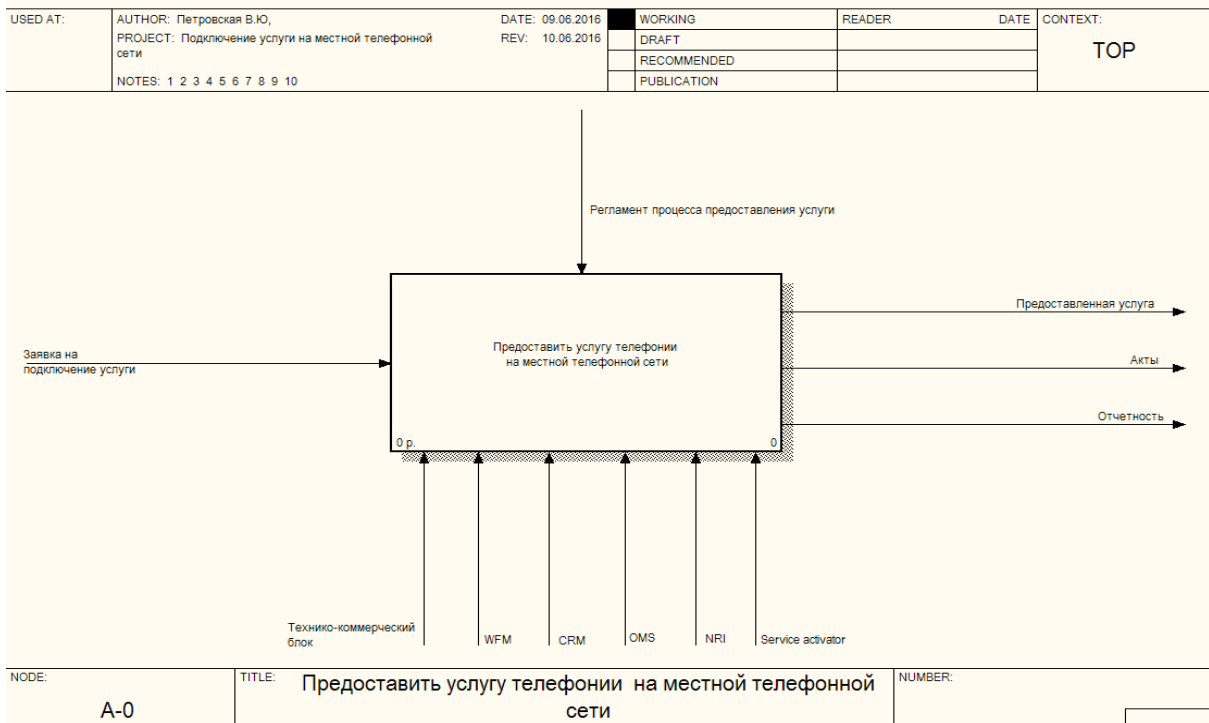 USED AT:
AUTHOR: Петровская В.Ю,
DATE: 09.06.2016
WORKING
READER
DATE
CONTEXT:
PROJECT: Подключение услуги на местной телефонной
сети
REV: 10.06.2016
DRAFT
TOP
RECOMMENDED
NOTES: 1 2 3 4 5 6 7 8 9 10
PUBLICATION
Регламент процесса предоставления услуги
Предоставленная услуга
Заявка на
подключение услуги
Предоставить услугу телефонии
на местной телефонной сети
Акты
Отчетность
0 р.
0
Технико-коммерческий
блок
WFM
CRM
OMS
NRI
Service activator
NODE:
A-0
TITLE:
Предоставить услугу телефонии на местной телефонной
сети
NUMBER: